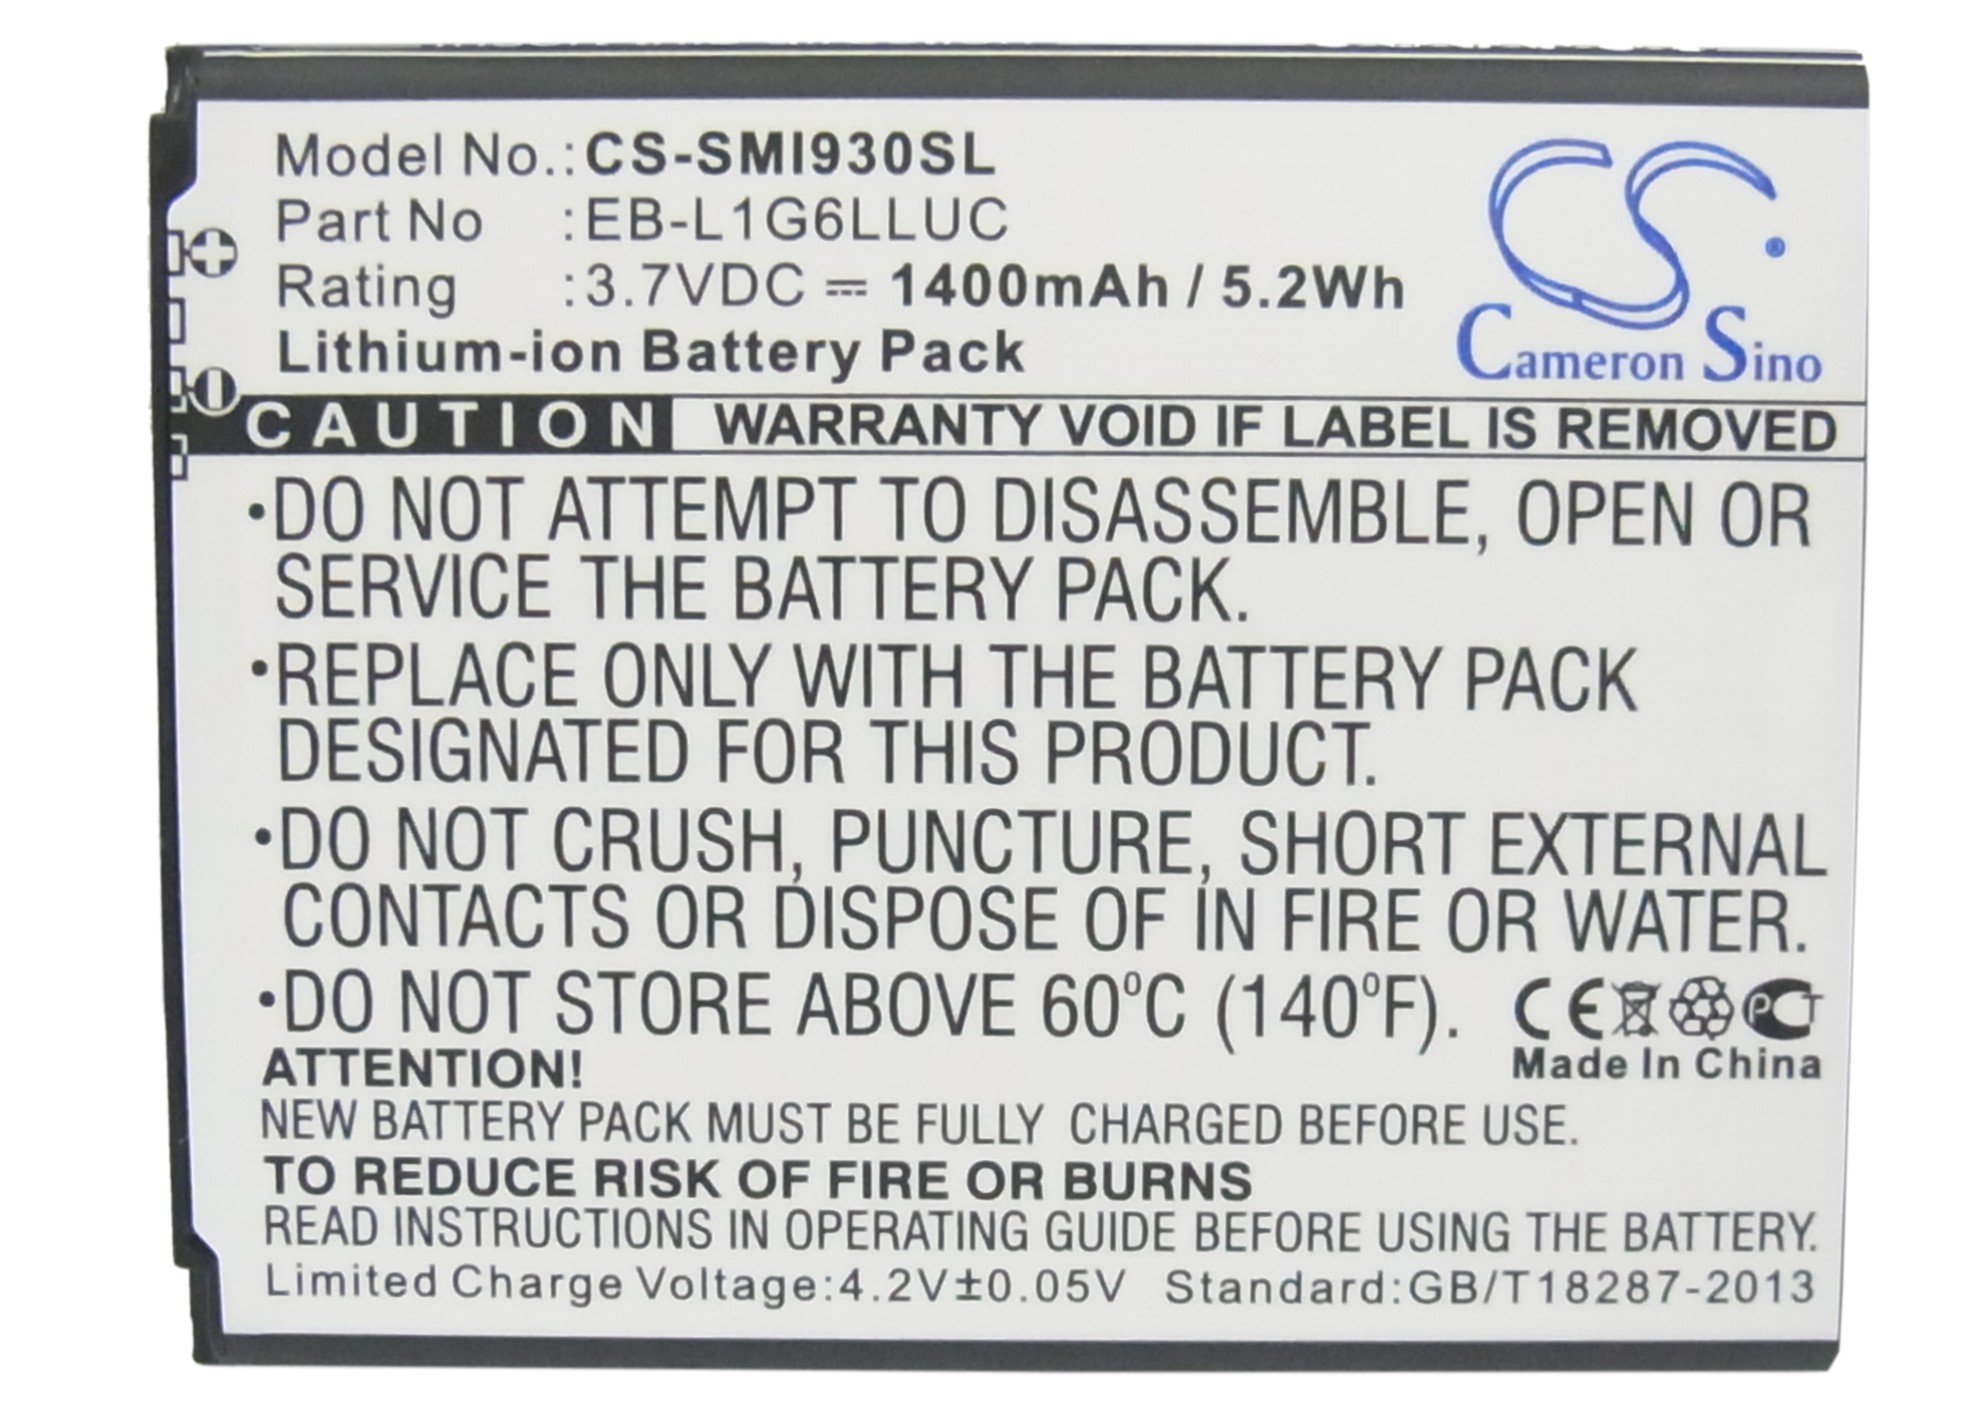 Model No.: CS-SMI930SL
Part No :EB-L1G6LLUC
Rating :3.7VDC ⎓ 1400mAh / 5.2Wh
Lithium-ion Battery Pack
CS®
Cameron Sino
CAUTION WARRANTY VOID IF LABEL IS REMOVED
•DO NOT ATTEMPT TO DISASSEMBLE, OPEN OR
SERVICE THE BATTERY PACK.
•REPLACE ONLY WITH THE BATTERY PACK
DESIGNATED FOR THIS PRODUCT.
•DO NOT CRUSH, PUNCTURE, SHORT EXTERNAL
CONTACTS OR DISPOSE OF IN FIRE OR WATER.
•DO NOT STORE ABOVE 60ºC (140ºF). CE PCT
Made In China
ATTENTION!
NEW BATTERY PACK MUST BE FULLY CHARGED BEFORE USE.
TO REDUCE RISK OF FIRE OR BURNS
READ INSTRUCTIONS IN OPERATING GUIDE BEFORE USING THE BATTERY.
Limited Charge Voltage:4.2V±0.05V Standard:GB/T18287-2013